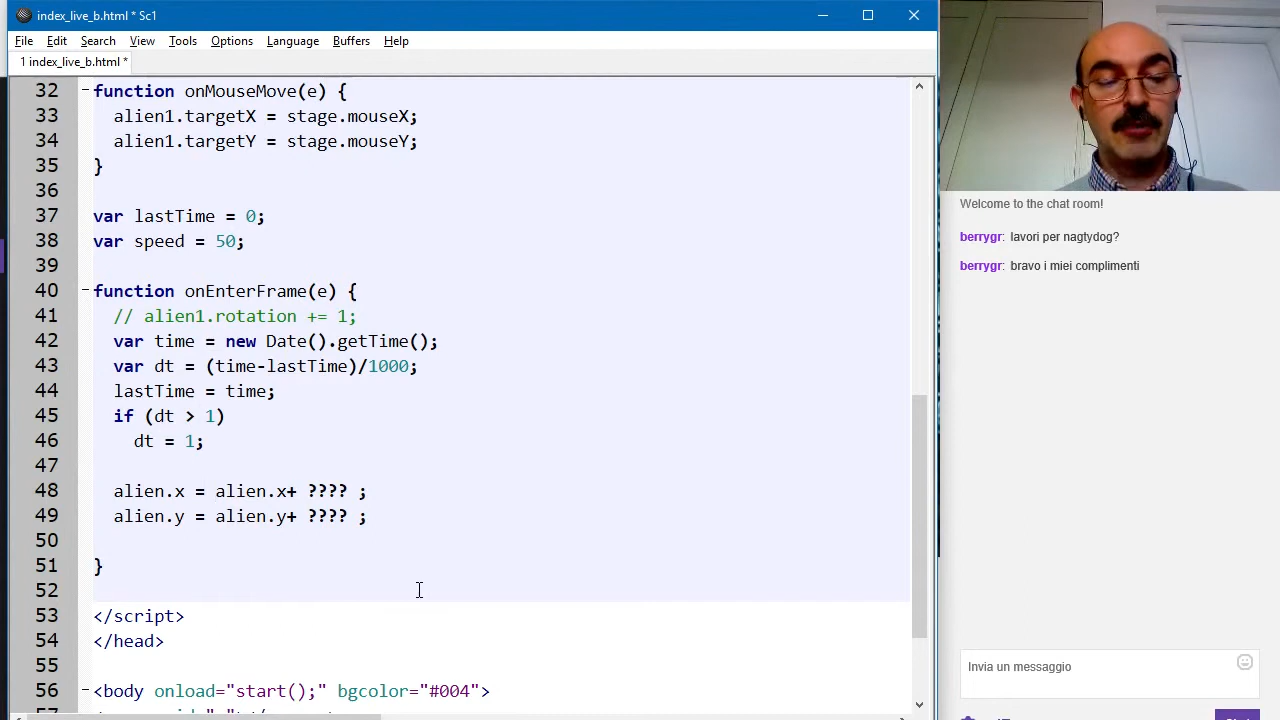 index_live_b.html * Sc1
File Edit Search View Tools Options Language Buffers Help
1 index_live_b.html *
32 function onMouseMove(e) {
33 alien1.targetX = stage.mouseX;
34 alien1.targetY = stage.mouseY;
35 }
36
37 var lastTime = 0;
38 var speed = 50;
39
40 function onEnterFrame(e) {
41 // alien1.rotation += 1;
42 var time = new Date().getTime();
43 var dt = (time-lastTime)/1000;
44 lastTime = time;
45 if (dt > 1)
46 dt = 1;
47
48 alien.x = alien.x+ ???? ;
49 alien.y = alien.y+ ???? ;
50
51 }
52
53 </script>
54 </head>
55
56 <body onload="start();" bgcolor="#004">
Welcome to the chat room!
berrygr: lavori per nagtydog?
berrygr: bravo i miei complimenti
Invia un messaggio